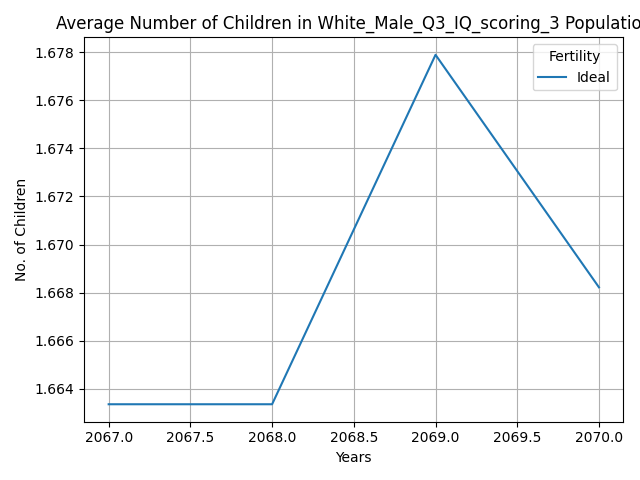 Average Number of Children in White_Male_Q3_IQ_scoring_3 Populatio
1.678
1.676
1.674
1.672
1.670
1.668
1.666
1.664
No. of Children
Fertility
Ideal
2067.0 2067.5 2068.0 2068.5 2069.0 2069.5 2070.0
Years